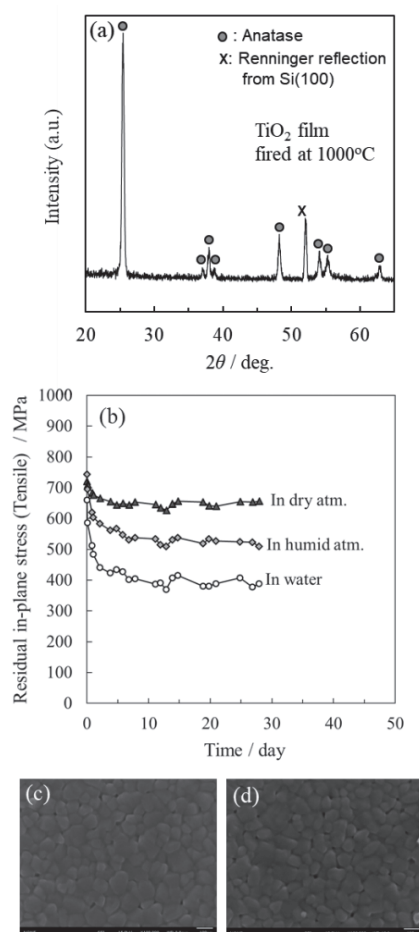 (a)
: Anatase
X: Renninger reflection
from Si(100)
TiO2 film
fired at 1000°C
X
Intensity (a.u.)
20 30 40 50 60
2θ / deg.
(b)
1000
900
800
700
600
500
400
300
200
100
0
In dry atm.
In humid atm.
In water
Residual in-plane stress (Tensile) / MPa
0 10 20 30 40 50
Time / day
(c)
(d)